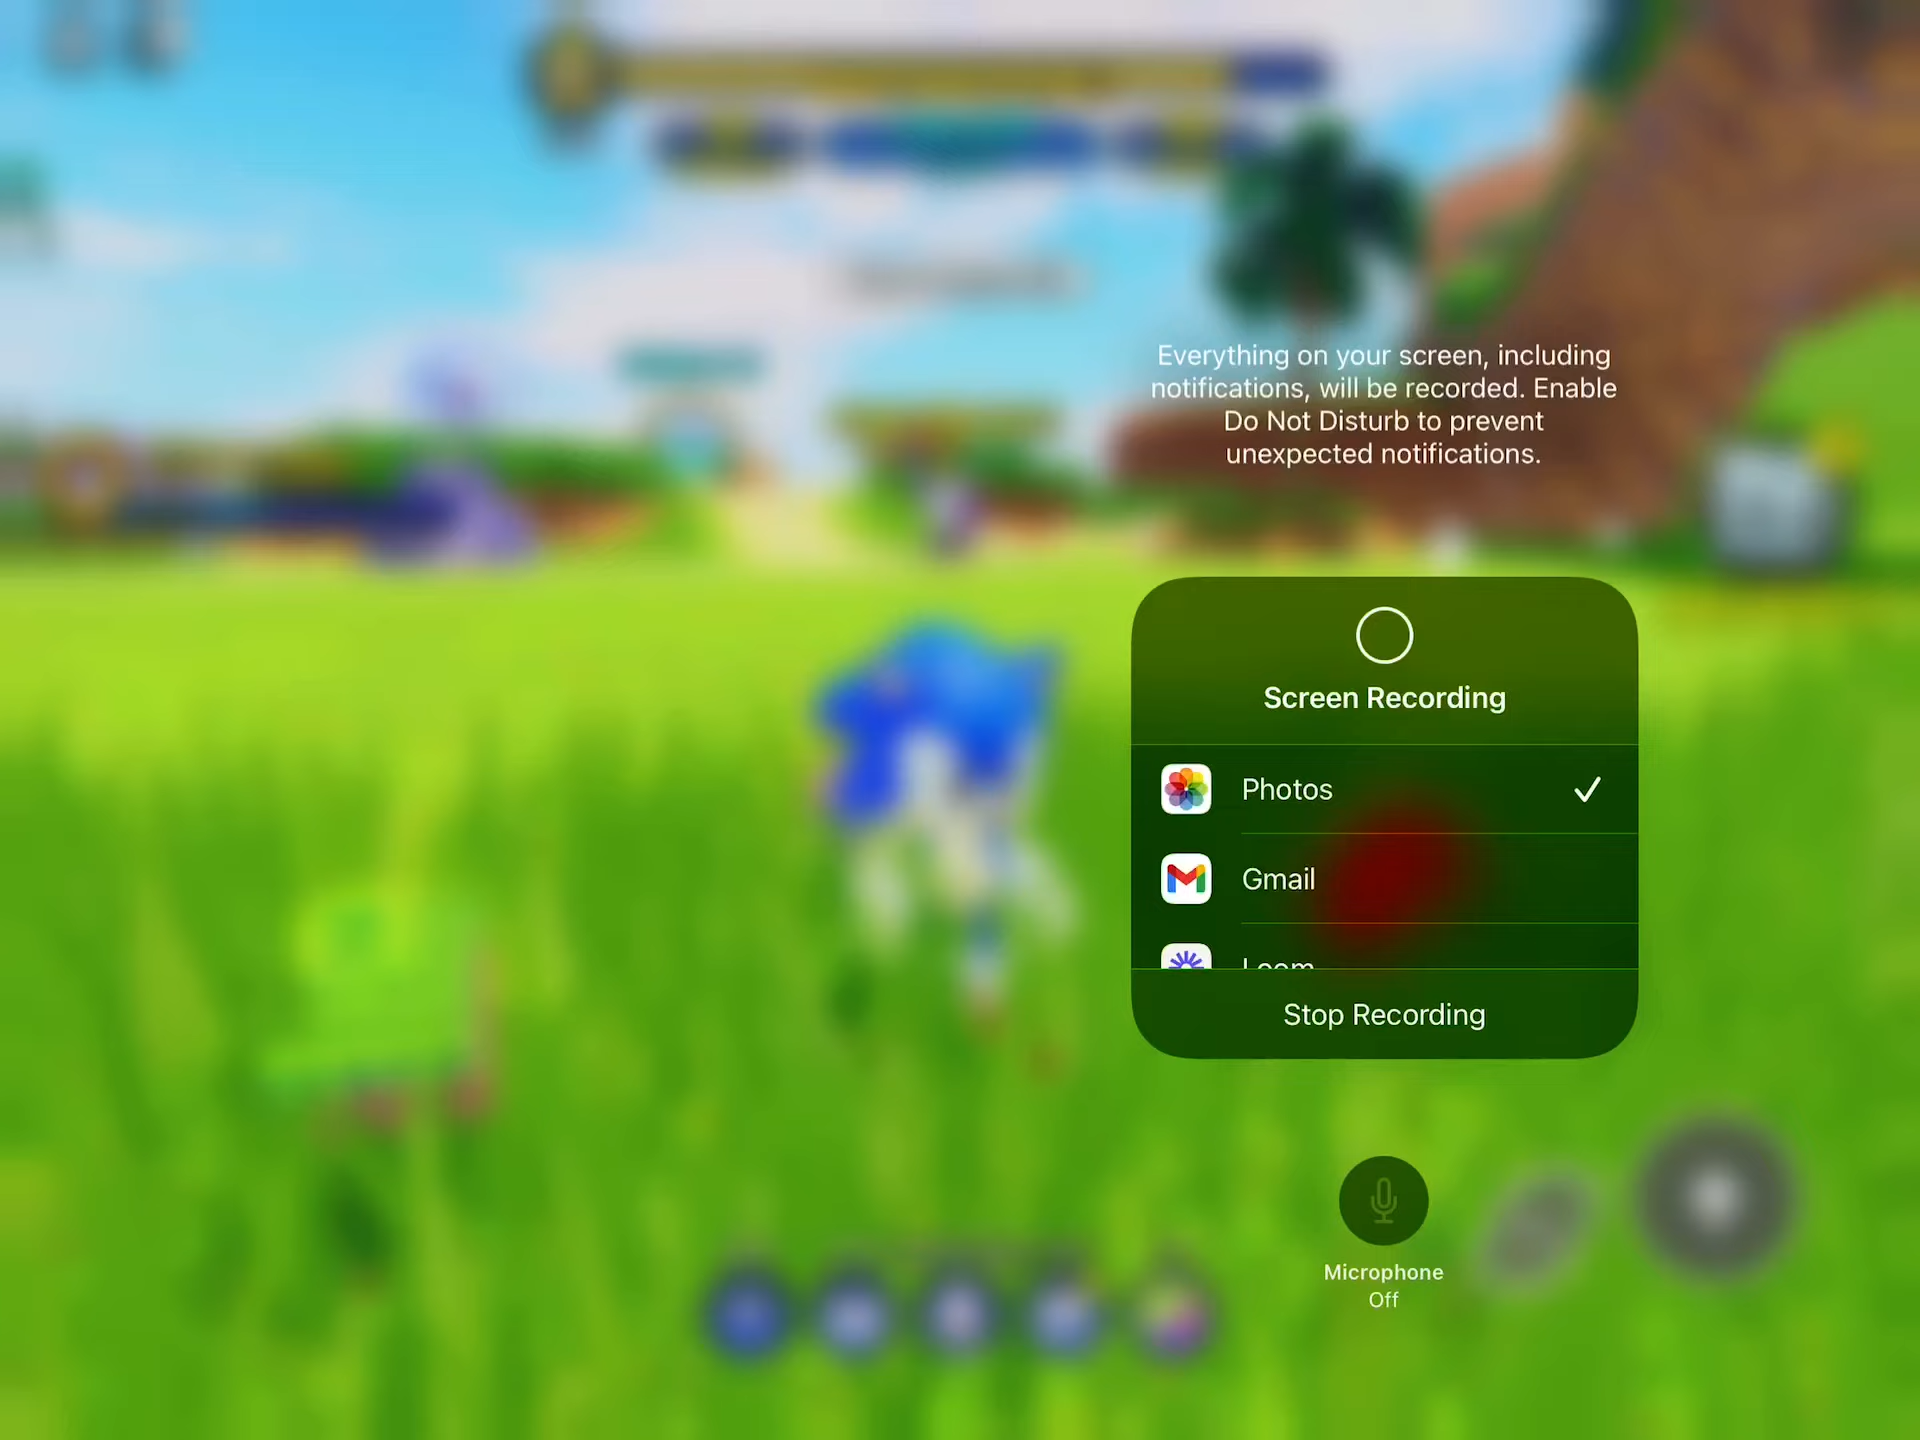 Everything on your screen, including
notifications, will be recorded. Enable
Do Not Disturb to prevent
unexpected notifications.
Screen Recording
Photos
Gmail
Loom
Stop Recording
Microphone
Off